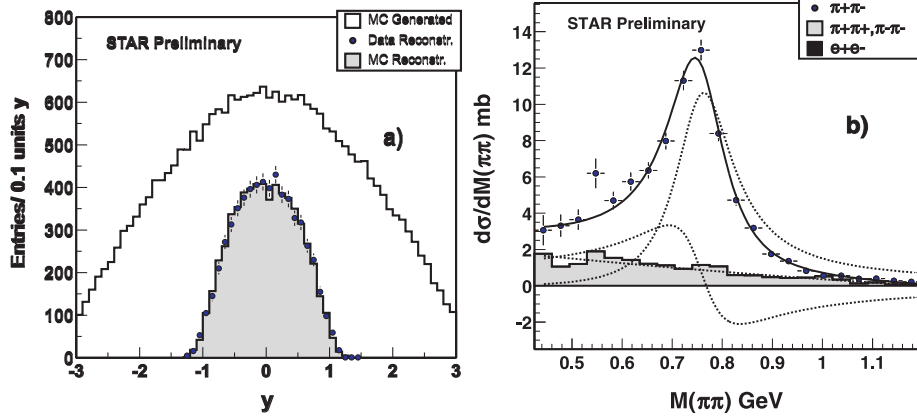 800
700
600
500
400
300
200
100
0
-3 -2 -1 0 1 2 3
Entries/ 0.1 units y
y
STAR Preliminary
MC Generated
Data Reconstr.
MC Reconstr.
a)
14
12
10
8
6
4
2
0
-2
0.5 0.6 0.7 0.8 0.9 1 1.1
dσ/dM(ππ) mb
M(ππ) GeV
STAR Preliminary
π+π-
π+π+,π-π-
e+e-
b)